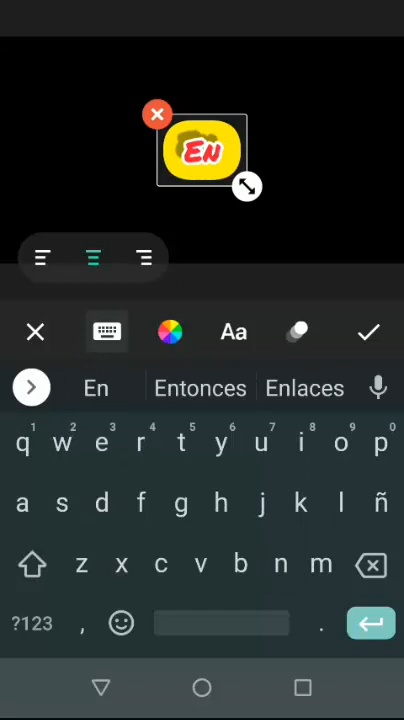 En
Aa
En Entonces Enlaces
1 2 3 4 5 6 7 8 9 0
q w e r t y u i o p
a s d f g h j k l ñ
z x c v b n m
?123 , .